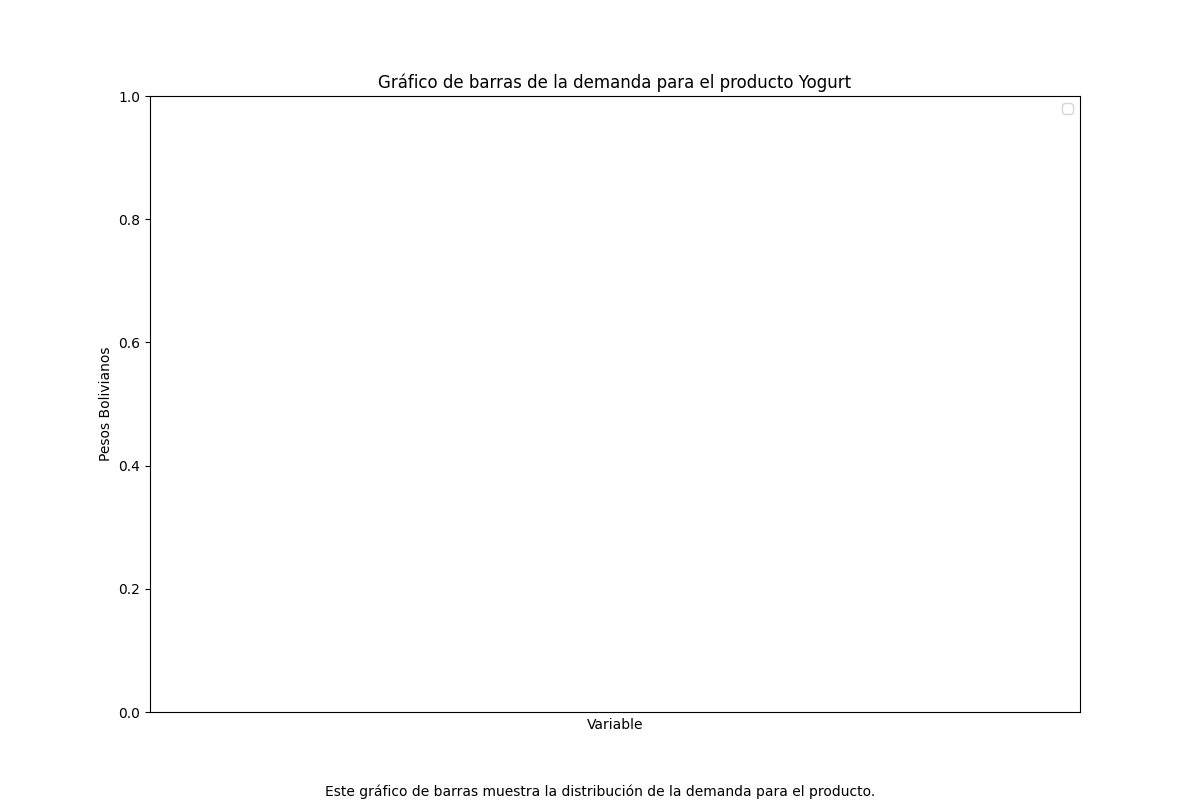 Gráfico de barras de la demanda para el producto Yogurt
1.0
0.8
0.6
0.4
0.2
0.0
Pesos Bolivianos
Variable
Este gráfico de barras muestra la distribución de la demanda para el producto.